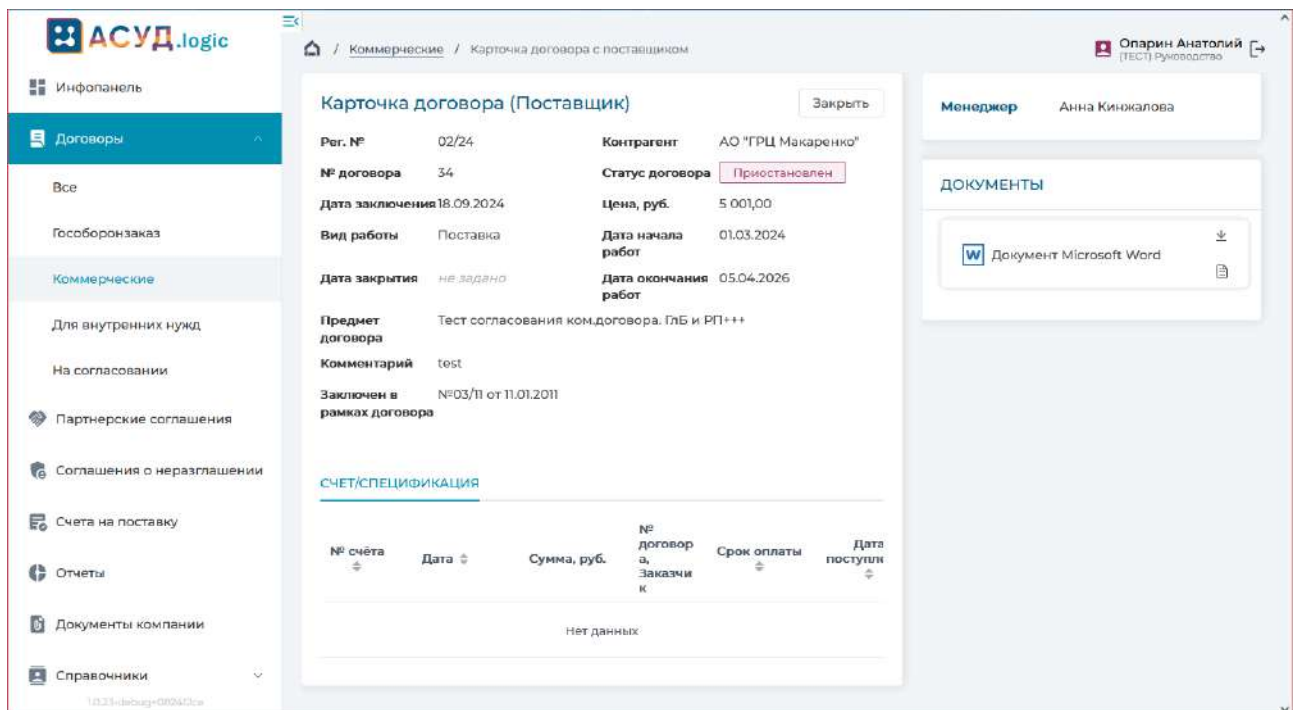 АСУД.logic
Инфопанель
Договоры
Все
Гособоронзаказ
Коммерческие
Для внутренних нужд
На согласовании
Партнерские соглашения
Соглашения о неразглашении
Счета на поставку
Отчеты
Документы компании
Справочники
/ Коммерческие / Карточка договора с поставщиком
Опарин Анатолий
(ТЕСТ) Руководство
Карточка договора (Поставщик)
Закрыть
Рег. № 02/24 Контрагент АО "ГРЦ Макаренко"
№ договора 34 Статус договора Приостановлен
Дата заключения 18.09.2024 Цена, руб. 5 001,00
Вид работы Поставка Дата начала работ 01.03.2024
Дата закрытия не задано Дата окончания работ 05.04.2026
Предмет договора Тест согласования ком.договора. ГлБ и РП+++
Комментарий test
Заключен в рамках договора №03/11 от 11.01.2011
СЧЕТ/СПЕЦИФИКАЦИЯ
№ счёта Дата Сумма, руб. № договора, Заказчик Срок оплаты Дата поступле
Нет данных
Менеджер Анна Кинжалова
ДОКУМЕНТЫ
W Документ Microsoft Word